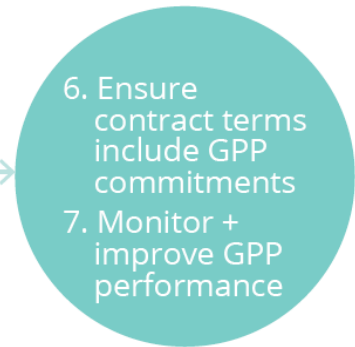 6. Ensure
contract terms
include GPP
commitments
7. Monitor +
improve GPP
performance